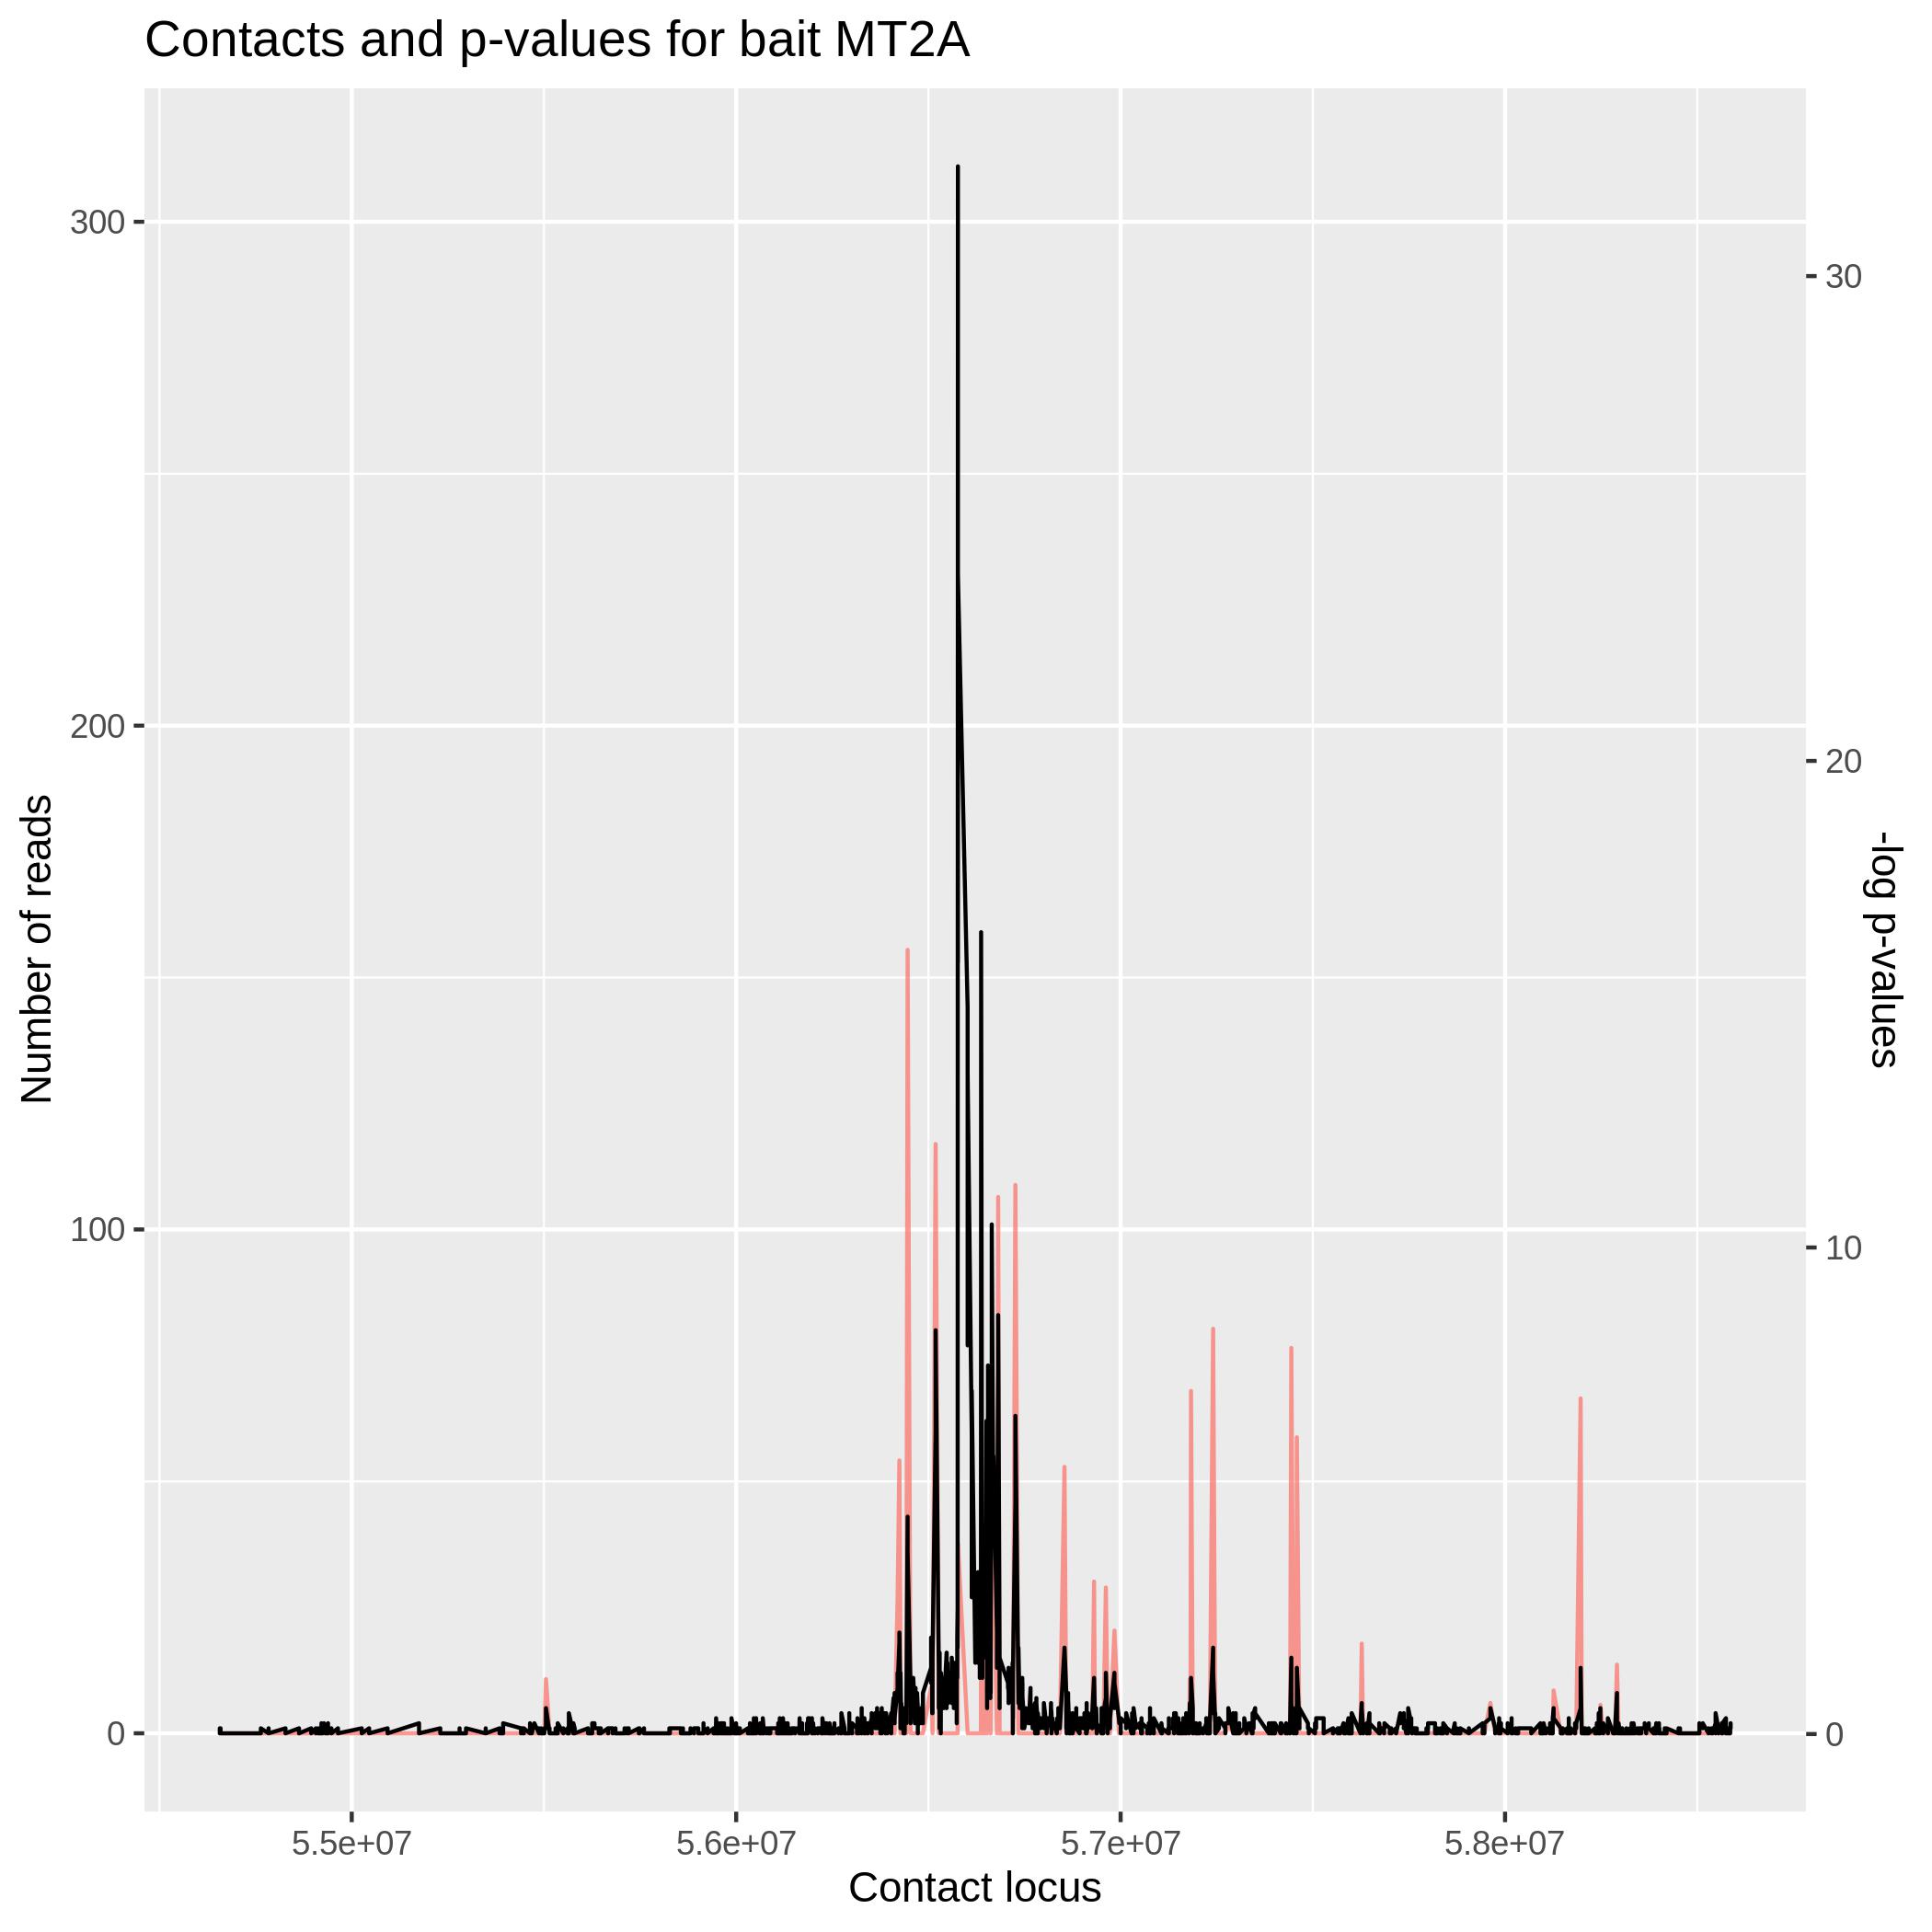 Contacts and p-values for bait MT2A
300
200
100
0
Number of reads
30
20
10
0
-log p-values
5.5e+07
5.6e+07
5.7e+07
5.8e+07
Contact locus